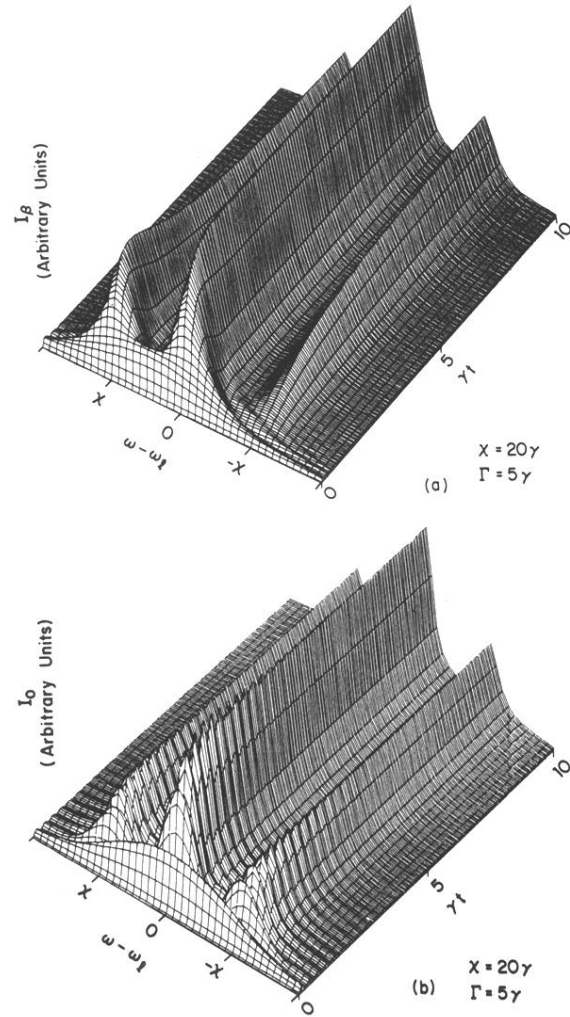 I_β
(Arbitrary Units)
χ
0
-χ
ω - ω_ℓ
0
5
10
γt
(a)
χ = 20γ
Γ = 5γ
I_0
(Arbitrary Units)
χ
0
-χ
ω - ω_ℓ
0
5
10
γt
(b)
χ = 20γ
Γ = 5γ